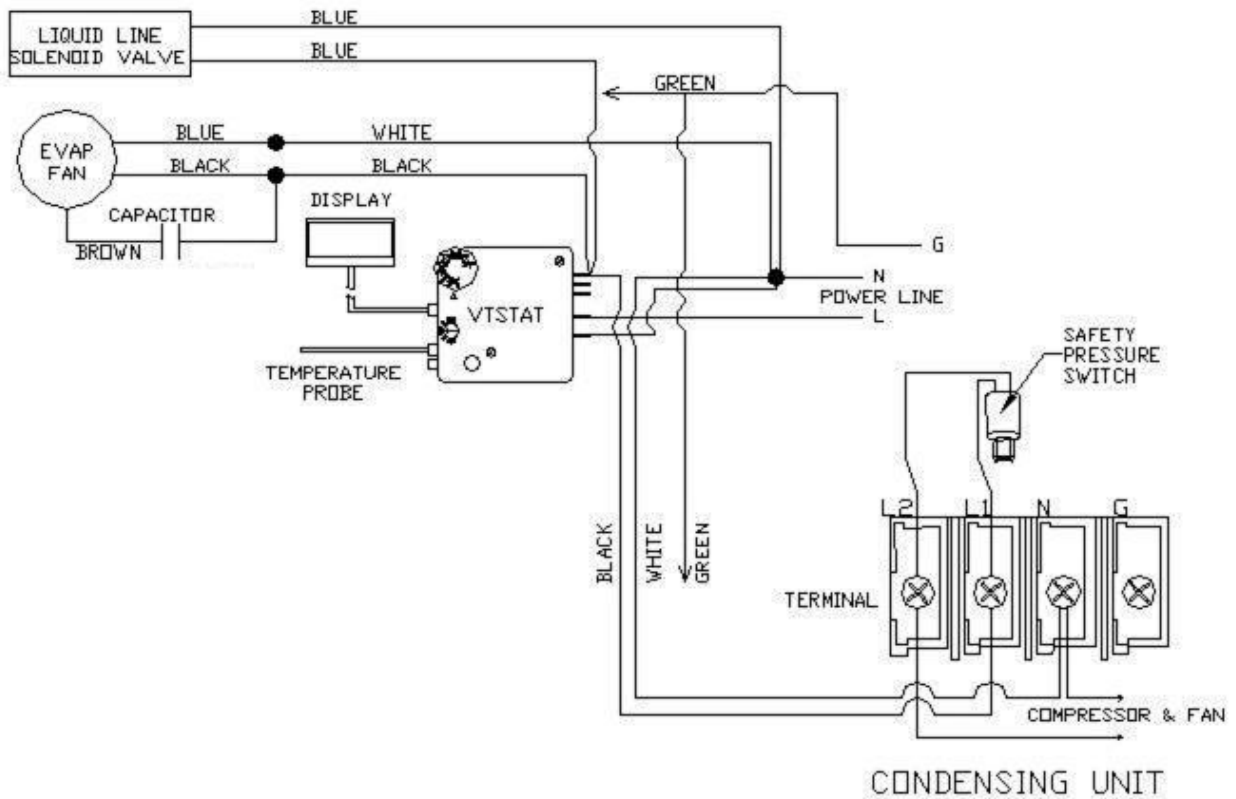 BLUE
LIQUID LINE
SOLENOID VALVE
BLUE
GREEN
BLUE
WHITE
EVAP
FAN
BLACK
BLACK
DISPLAY
CAPACITOR
BROWN
G
N
POWER LINE
VTSTAT
L
SAFETY
PRESSURE
SWITCH
TEMPERATURE
PROBE
L2
L1
N
G
BLACK
WHITE
GREEN
TERMINAL
COMPRESSOR & FAN
CONDENSING UNIT